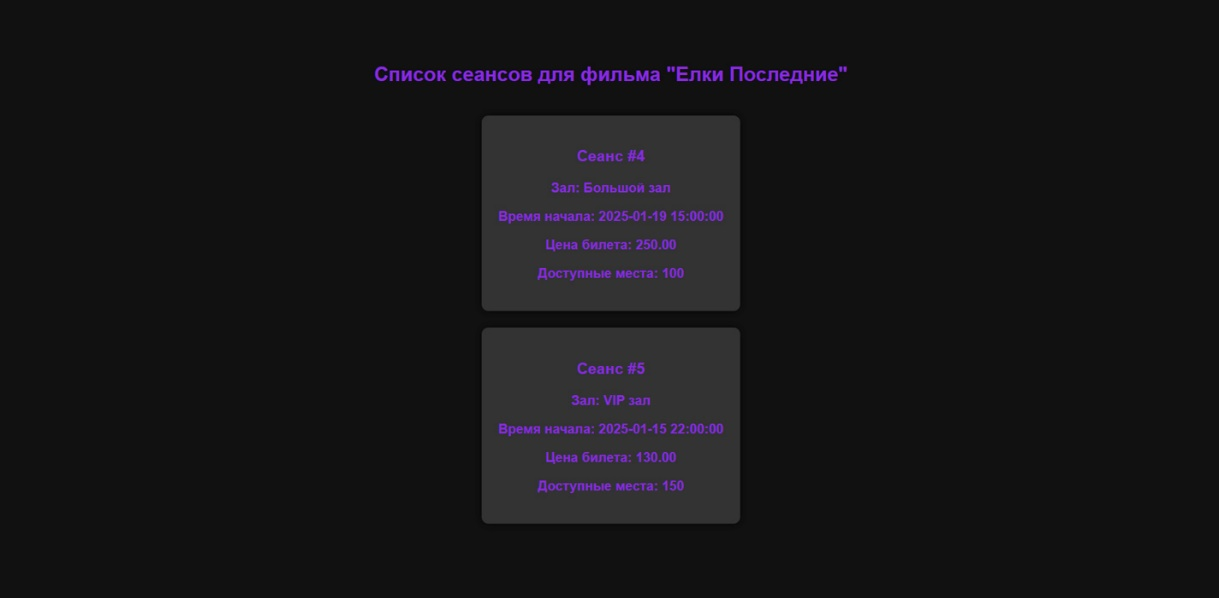 Список сеансов для фильма "Елки Последние"
Сеанс #4
Зал: Большой зал
Время начала: 2025-01-19 15:00:00
Цена билета: 250.00
Доступные места: 100
Сеанс #5
Зал: VIP зал
Время начала: 2025-01-15 22:00:00
Цена билета: 130.00
Доступные места: 150